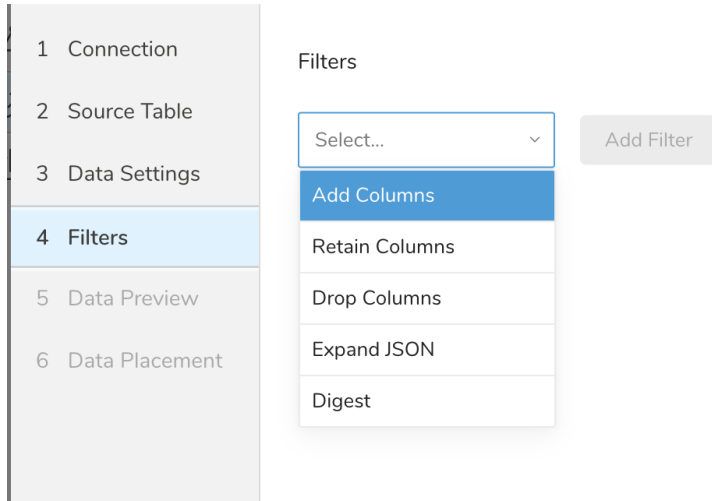 1 Connection
2 Source Table
3 Data Settings
4 Filters
5 Data Preview
6 Data Placement
Filters
Select...
Add Filter
Add Columns
Retain Columns
Drop Columns
Expand JSON
Digest